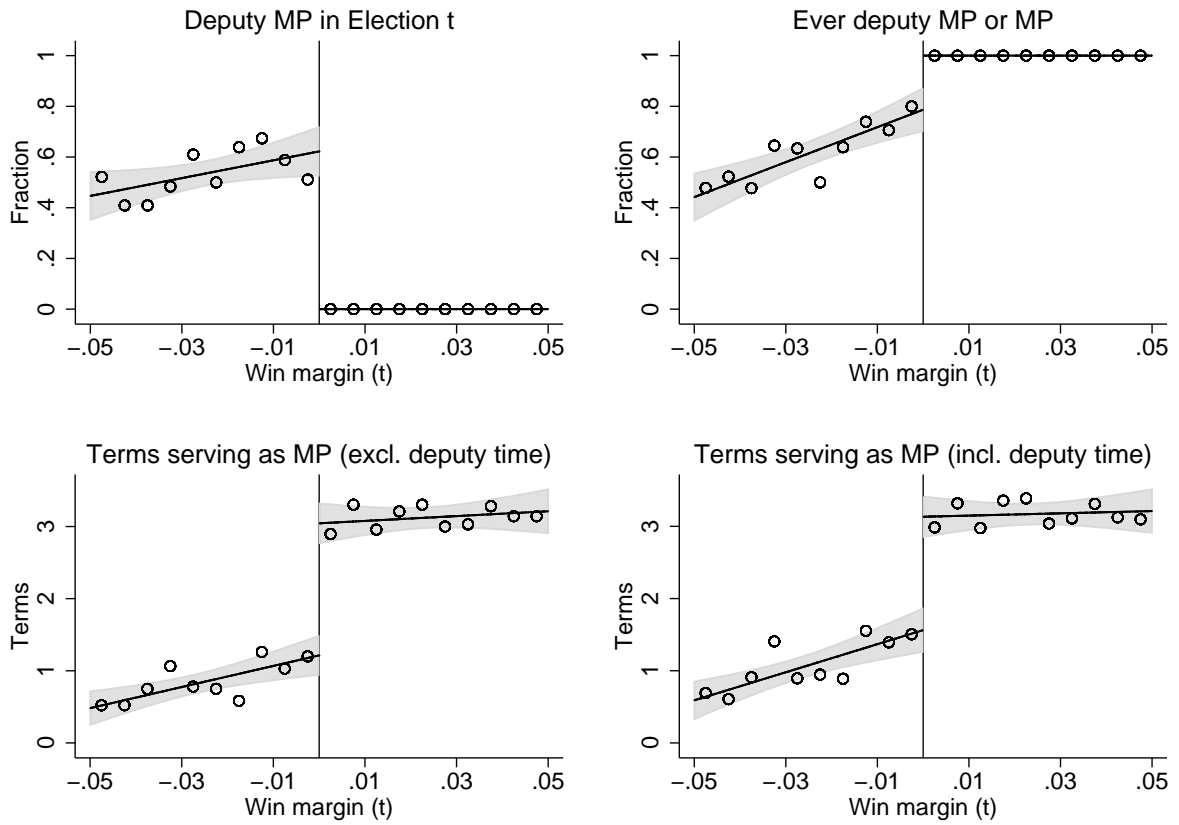 Deputy MP in Election t
Fraction
1
.8
.6
.4
.2
0
−.05 −.03 −.01 .01 .03 .05
Win margin (t)
Ever deputy MP or MP
Fraction
1
.8
.6
.4
.2
0
−.05 −.03 −.01 .01 .03 .05
Win margin (t)
Terms serving as MP (excl. deputy time)
Terms
3
2
1
0
−.05 −.03 −.01 .01 .03 .05
Win margin (t)
Terms serving as MP (incl. deputy time)
Terms
3
2
1
0
−.05 −.03 −.01 .01 .03 .05
Win margin (t)